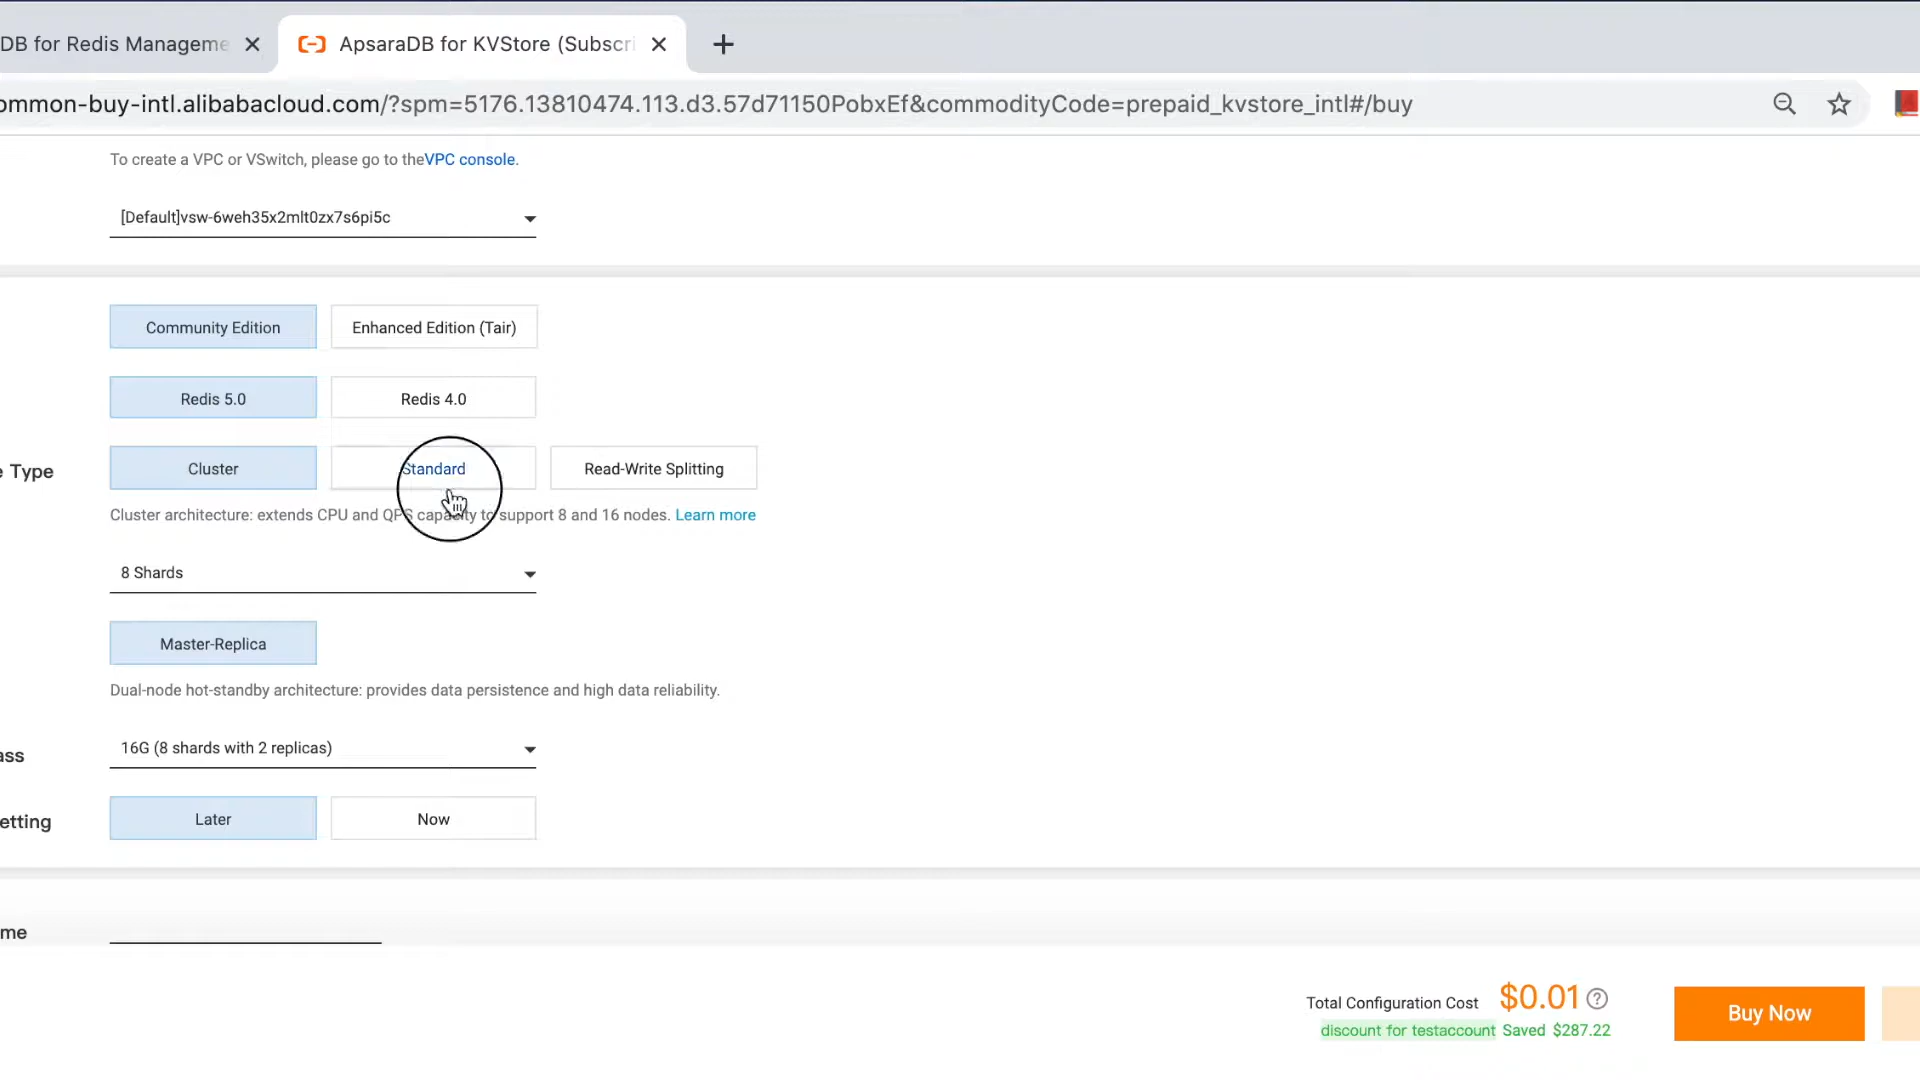 DB for Redis Manageme
ApsaraDB for KVStore (Subscri
ommon-buy-intl.alibabacloud.com/?spm=5176.13810474.113.d3.57d71150PobxEf&commodityCode=prepaid_kvstore_intl#/buy
To create a VPC or VSwitch, please go to theVPC console.
[Default]vsw-6weh35x2mlt0zx7s6pi5c
Community Edition
Enhanced Edition (Tair)
Redis 5.0
Redis 4.0
e Type
Cluster
Standard
Read-Write Splitting
Cluster architecture: extends CPU and QPS capacity to support 8 and 16 nodes. Learn more
8 Shards
Master-Replica
Dual-node hot-standby architecture: provides data persistence and high data reliability.
ass
16G (8 shards with 2 replicas)
etting
Later
Now
me
Total Configuration Cost $0.01
discount for testaccount Saved $287.22
Buy Now